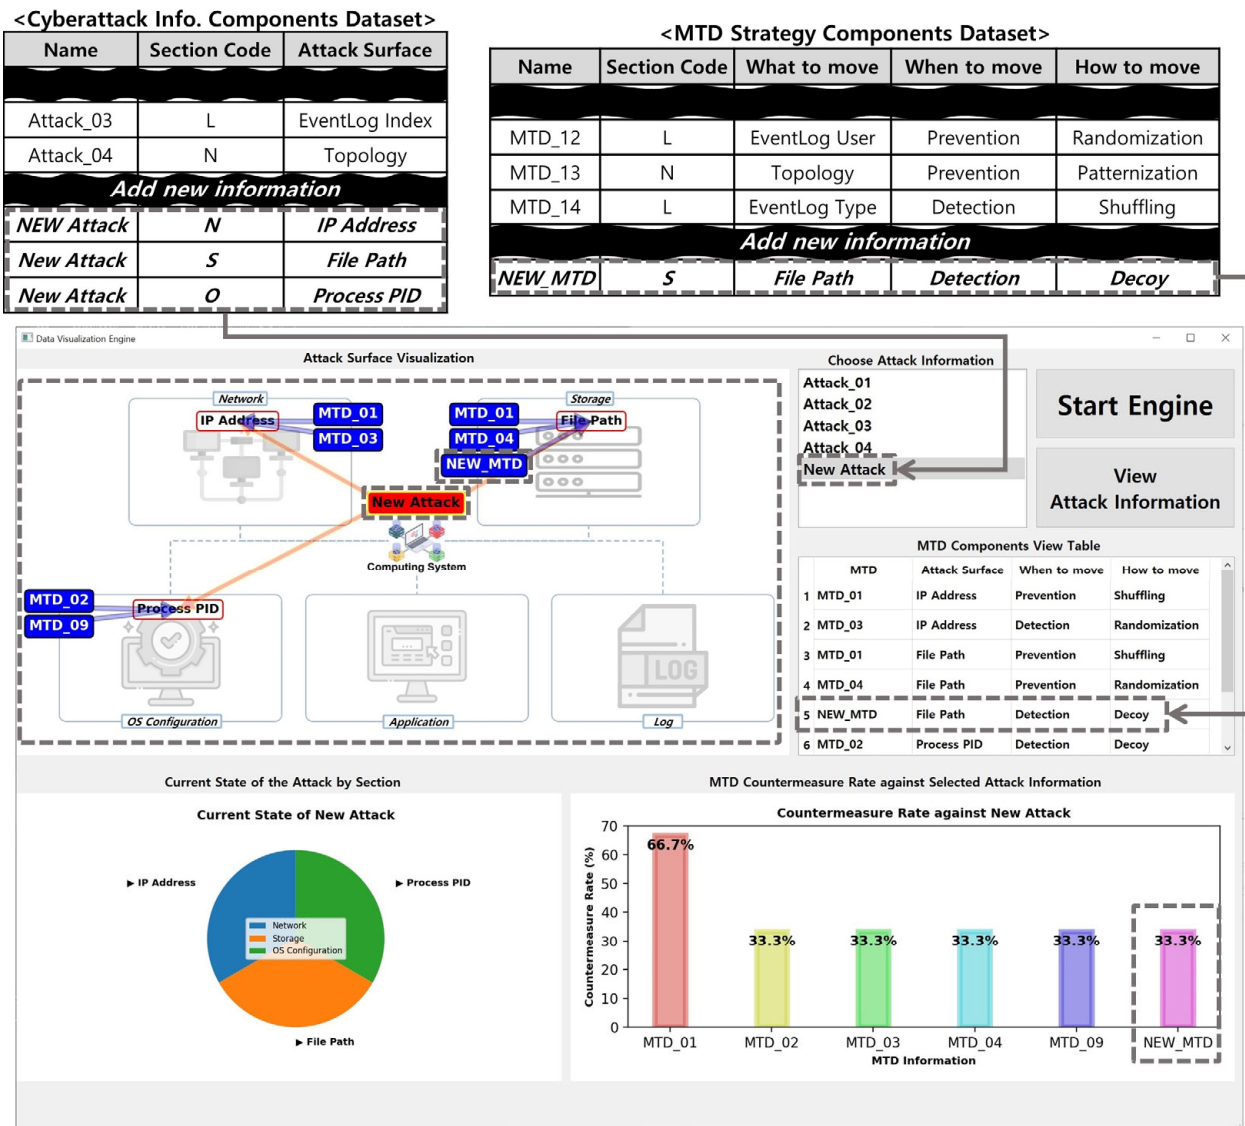 <Cyberattack Info. Components Dataset>
Name Section Code Attack Surface
Attack_03 L EventLog Index
Attack_04 N Topology
Add new information
NEW Attack N IP Address
New Attack S File Path
New Attack O Process PID
<MTD Strategy Components Dataset>
Name Section Code What to move When to move How to move
MTD_12 L EventLog User Prevention Randomization
MTD_13 N Topology Prevention Patternization
MTD_14 L EventLog Type Detection Shuffling
Add new information
NEW_MTD S File Path Detection Decoy
Data Visualization Engine
Attack Surface Visualization
Network
IP Address
MTD_01
MTD_03
Storage
File Path
MTD_01
MTD_04
NEW_MTD
New Attack
Computing System
MTD_02
MTD_09
Process PID
OS Configuration
Application
LOG
Log
Choose Attack Information
Attack_01
Attack_02
Attack_03
Attack_04
New Attack
Start Engine
View
Attack Information
MTD Components View Table
MTD Attack Surface When to move How to move
1 MTD_01 IP Address Prevention Shuffling
2 MTD_03 IP Address Detection Randomization
3 MTD_01 File Path Prevention Shuffling
4 MTD_04 File Path Prevention Randomization
5 NEW_MTD File Path Detection Decoy
6 MTD_02 Process PID Detection Decoy
Current State of the Attack by Section
Current State of New Attack
▶ IP Address
▶ Process PID
Network
Storage
OS Configuration
▶ File Path
MTD Countermeasure Rate against Selected Attack Information
Countermeasure Rate against New Attack
Countermeasure Rate (%)
70
60
50
40
30
20
10
0
66.7%
33.3%
33.3%
33.3%
33.3%
33.3%
MTD_01 MTD_02 MTD_03 MTD_04 MTD_09 NEW_MTD
MTD Information